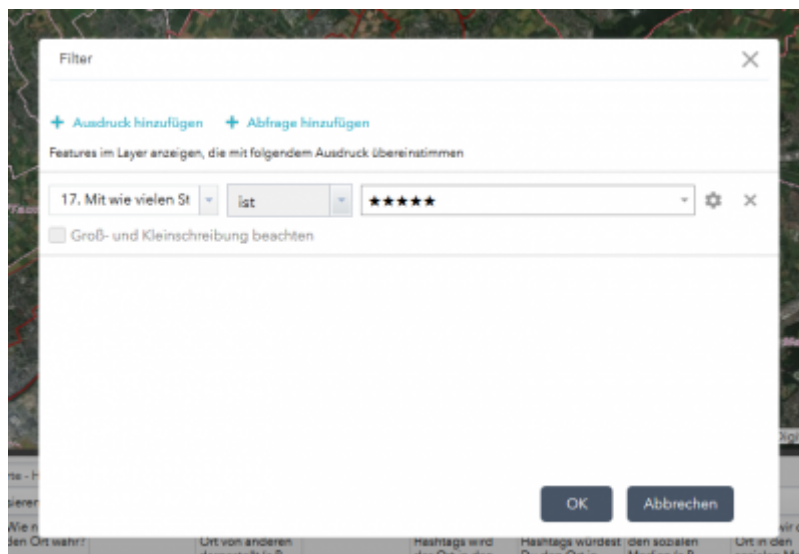 Filter
+ Ausdruck hinzufügen + Abfrage hinzufügen
Features im Layer anzeigen, die mit folgendem Ausdruck übereinstimmen
17. Mit wie vielen St ist ★★★★★
Groß- und Kleinschreibung beachten
OK Abbrechen
den Ort wahr? Ort von anderen Hashtags wird Hashtags würdest den sozialen Ort in den